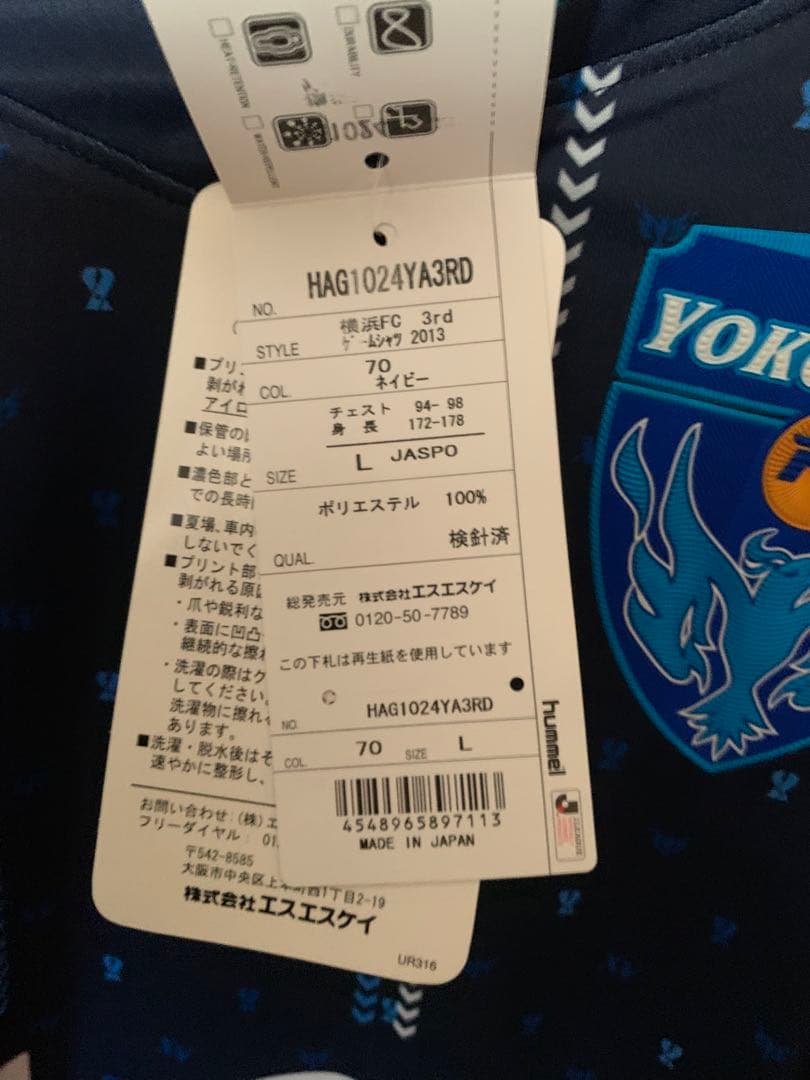 DURABILITY
HEAT-RETENTION
WATER-REPELLENT
1024
NO. HAG1024YA3RD
STYLE 横浜FC 3rd
ｹﾞｰﾑｼｬﾂ 2013
COL. 70
ネイビー
チェスト 94- 98
身 長 172-178
SIZE L JASPO
ポリエステル 100%
QUAL. 検針済
総発売元 株式会社エスエスケイ
0120-50-7789
この下札は再生紙を使用しています
NO. HAG1024YA3RD
COL. 70 SIZE L
4548965897113
MADE IN JAPAN
hummel
J.LEAGUE
■プリ
剥がれ
アイロ
■保管の
よい場所
■濃色部と
での長時
■夏場、車内
しないでく
■プリント部
剥がれる原因
・爪や鋭利な
・表面に凹凸
継続的な擦れ
・洗濯の際はク
してください。
洗濯物に擦れ
あります。
■洗濯・脱水後はそ
速やかに整形し、
お問い合わせ：(株)エ
フリーダイヤル：01
〒542-8585
大阪市中央区上本町西1丁目2-19
株式会社エスエスケイ
UR316
YOK